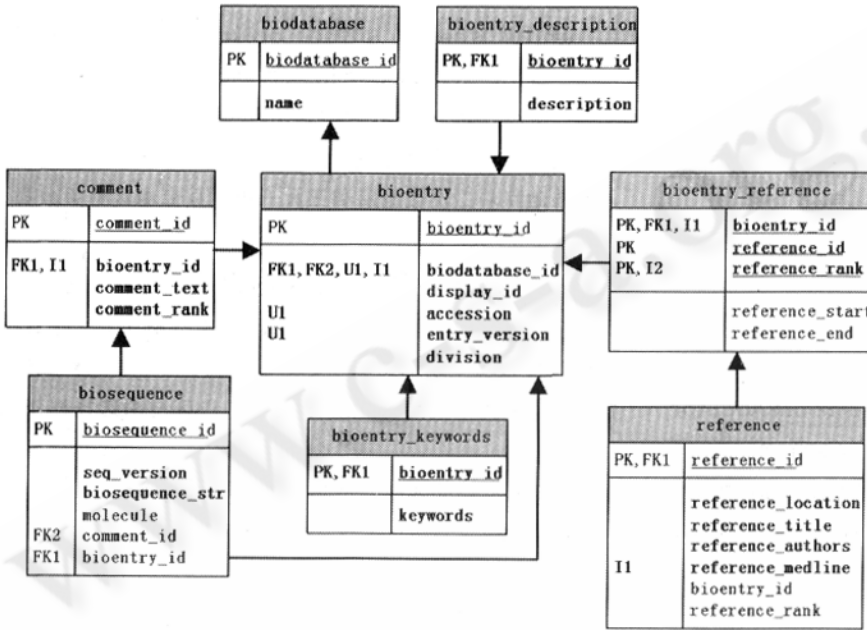 biodatabase
PK biodatabase_id
name
bioentry_description
PK, FK1 bioentry_id
description
comment
PK comment_id
FK1, I1 bioentry_id
comment_text
comment_rank
bioentry
PK bioentry_id
FK1, FK2, U1, I1 biodatabase_id
display_id
U1 accession
U1 entry_version
division
bioentry_reference
PK, FK1, I1 bioentry_id
PK reference_id
PK, I2 reference_rank
reference_start
reference_end
biosequence
PK biosequence_id
seq_version
biosequence_str
molecule
FK2 comment_id
FK1 bioentry_id
bioentry_keywords
PK, FK1 bioentry_id
keywords
reference
PK, FK1 reference_id
reference_location
reference_title
reference_authors
I1 reference_medline
bioentry_id
reference_rank
www.c-s-a.org.